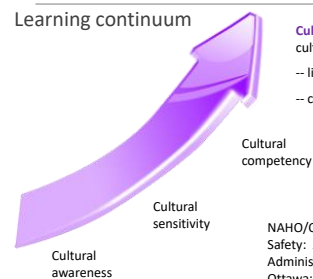 Learning continuum
Cul
cult
-- li
-- c
Cultural
competency
Cultural
sensitivity
Cultural
awareness
NAHO/C
Safety:
Adminis
Ottawa: